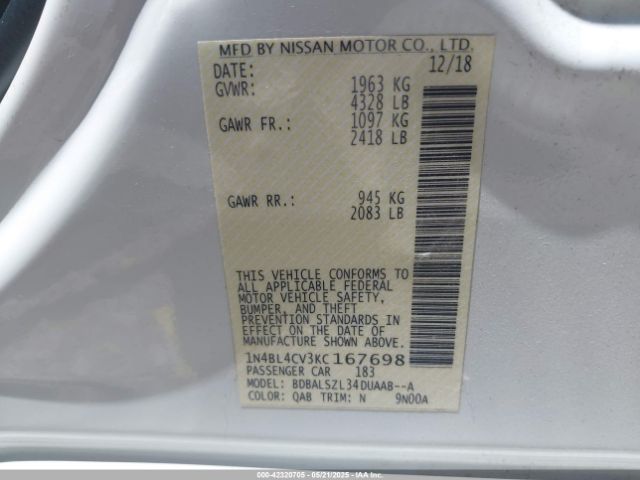 MFD BY NISSAN MOTOR CO., LTD.
DATE: 12/18
GVWR: 1963 KG
4328 LB
GAWR FR.: 1097 KG
2418 LB
GAWR RR.: 945 KG
2083 LB
THIS VEHICLE CONFORMS TO
ALL APPLICABLE FEDERAL
MOTOR VEHICLE SAFETY,
BUMPER, AND THEFT
PREVENTION STANDARDS IN
EFFECT ON THE DATE OF
MANUFACTURE SHOWN ABOVE.
1N4BL4CV3KC167698
PASSENGER CAR 183
MODEL: BDBALSZL34DUAAB--A
COLOR: QAB TRIM: N 9N00A
000-42320705 - 05/21/2025 - IAA Inc.